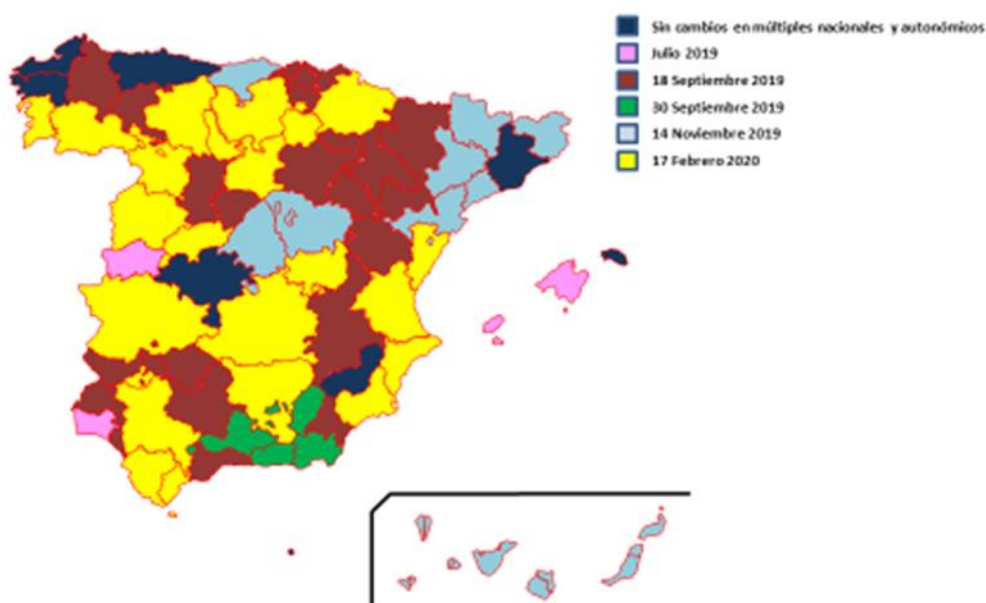 Sin cambios en múltiples nacionales y autonómicos
Julio 2019
18 Septiembre 2019
30 Septiembre 2019
14 Noviembre 2019
17 Febrero 2020